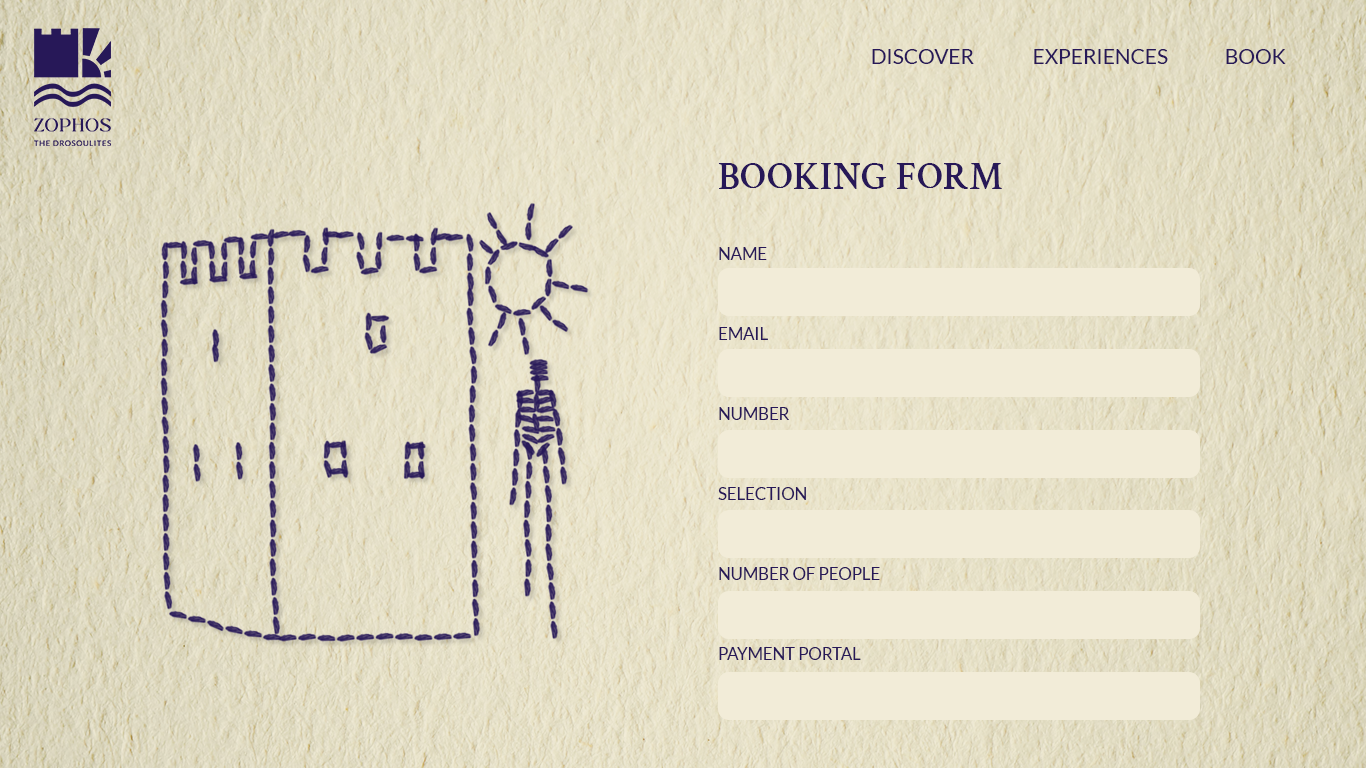 DISCOVER EXPERIENCES BOOK
ZOPHOS
THE DROSOULITES
BOOKING FORM
NAME
EMAIL
NUMBER
SELECTION
NUMBER OF PEOPLE
PAYMENT PORTAL